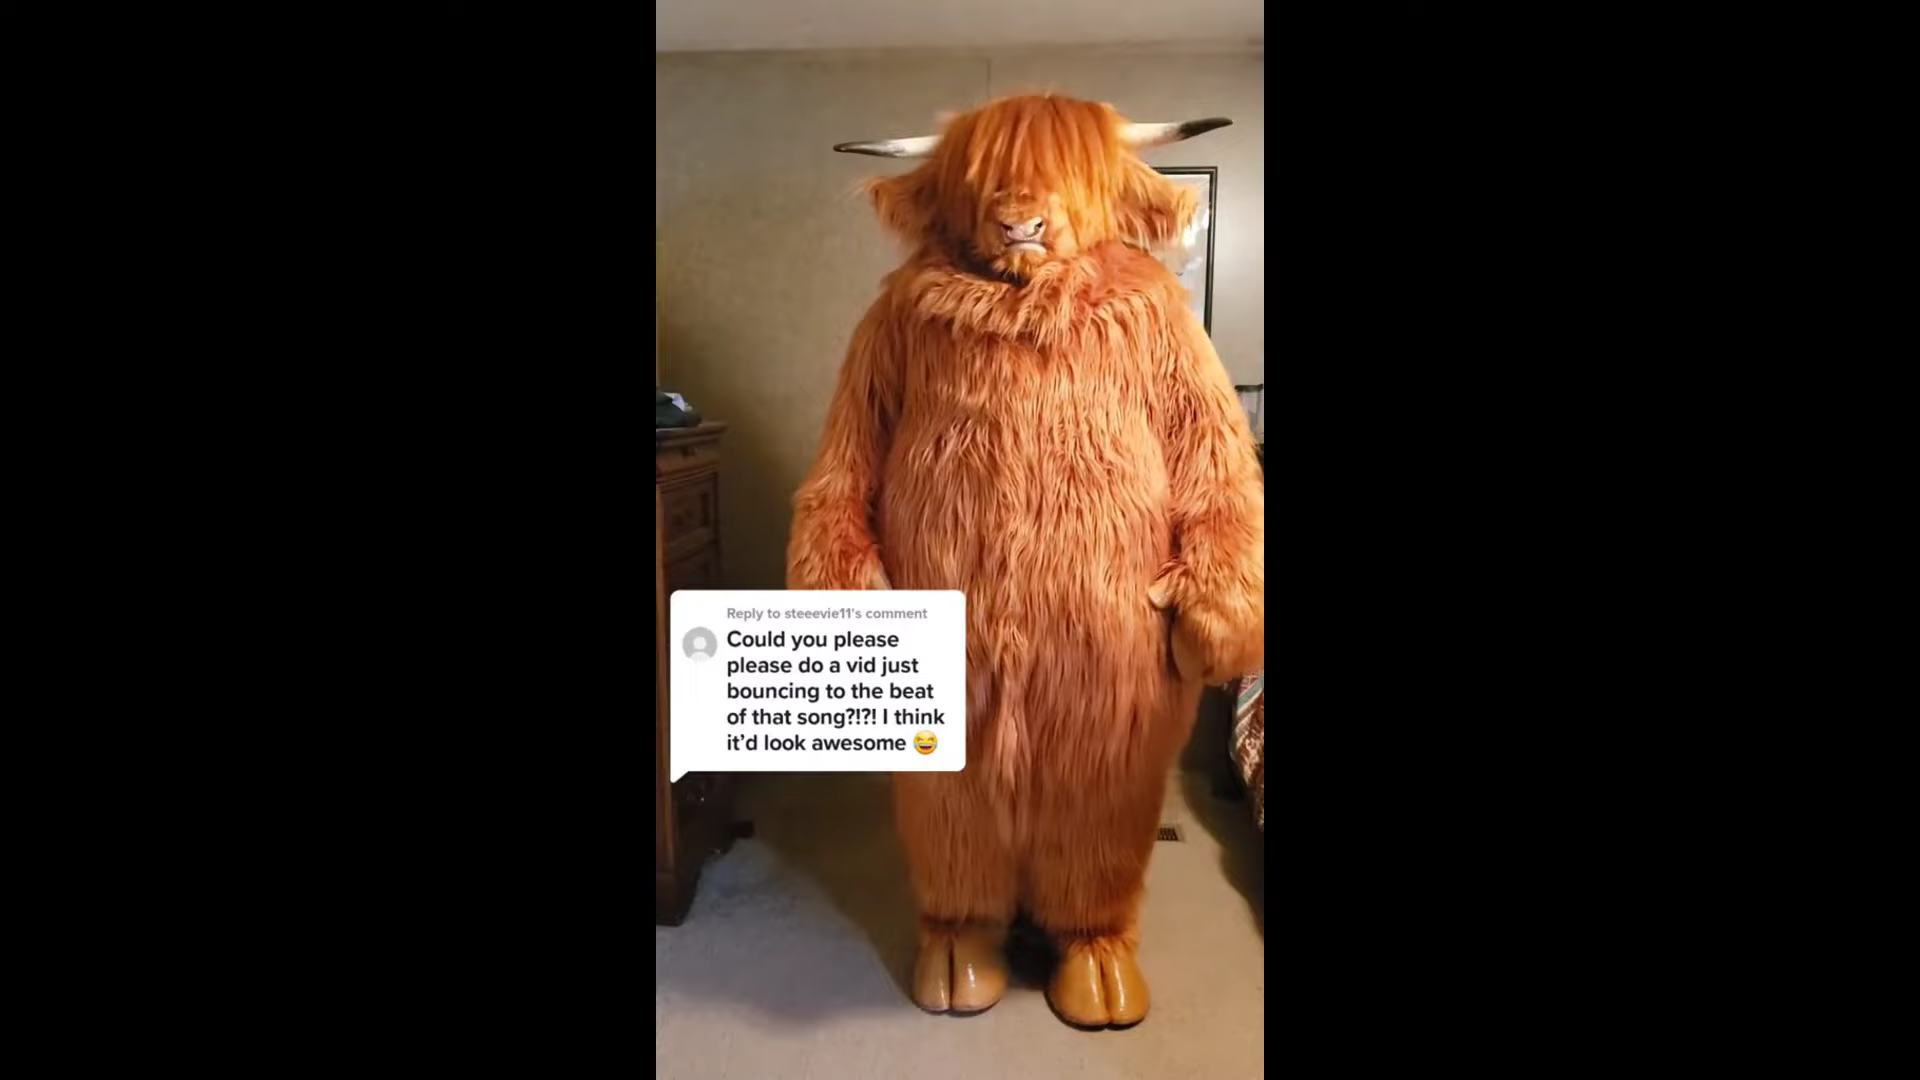 Reply to steeevie11's comment
Could you please
please do a vid just
bouncing to the beat
of that song?!?! I think
it’d look awesome 😂